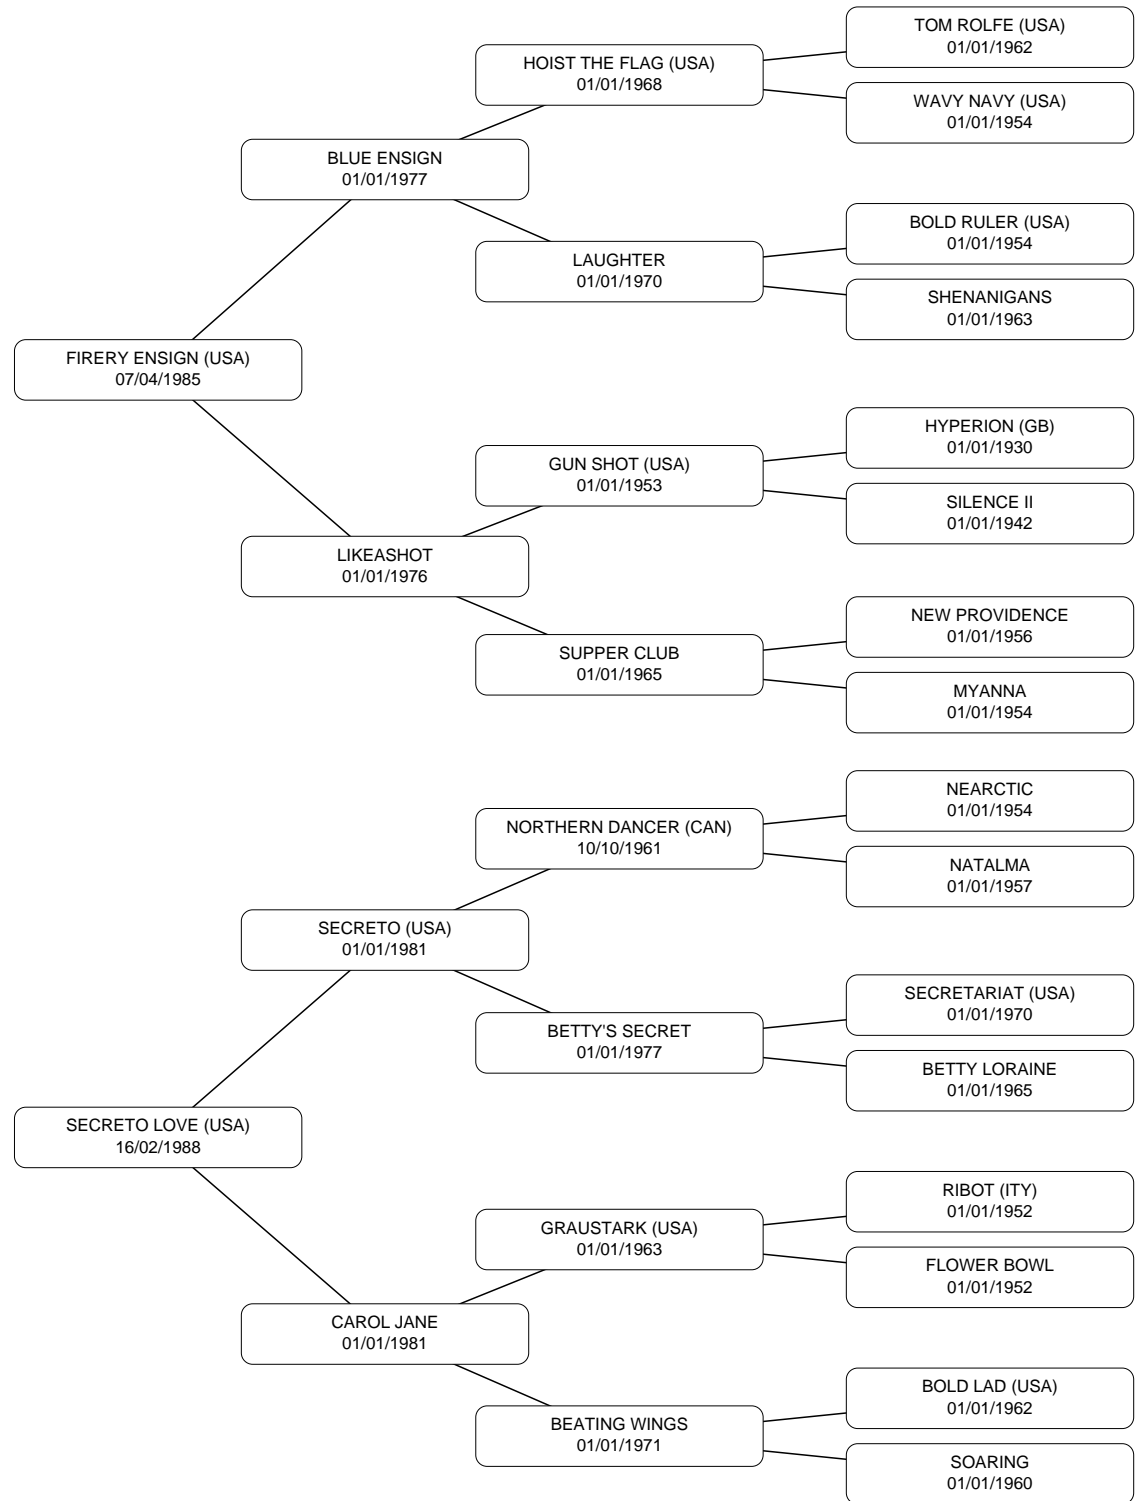 TOM ROLFE (USA)
01/01/1962
HOIST THE FLAG (USA)
01/01/1968
WAVY NAVY (USA)
01/01/1954
BLUE ENSIGN
01/01/1977
BOLD RULER (USA)
01/01/1954
LAUGHTER
01/01/1970
SHENANIGANS
01/01/1963
FIRERY ENSIGN (USA)
07/04/1985
HYPERION (GB)
01/01/1930
GUN SHOT (USA)
01/01/1953
SILENCE II
01/01/1942
LIKEASHOT
01/01/1976
NEW PROVIDENCE
01/01/1956
SUPPER CLUB
01/01/1965
MYANNA
01/01/1954
NEARCTIC
01/01/1954
NORTHERN DANCER (CAN)
10/10/1961
NATALMA
01/01/1957
SECRETO (USA)
01/01/1981
SECRETARIAT (USA)
01/01/1970
BETTY'S SECRET
01/01/1977
BETTY LORAINE
01/01/1965
SECRETO LOVE (USA)
16/02/1988
RIBOT (ITY)
01/01/1952
GRAUSTARK (USA)
01/01/1963
FLOWER BOWL
01/01/1952
CAROL JANE
01/01/1981
BOLD LAD (USA)
01/01/1962
BEATING WINGS
01/01/1971
SOARING
01/01/1960